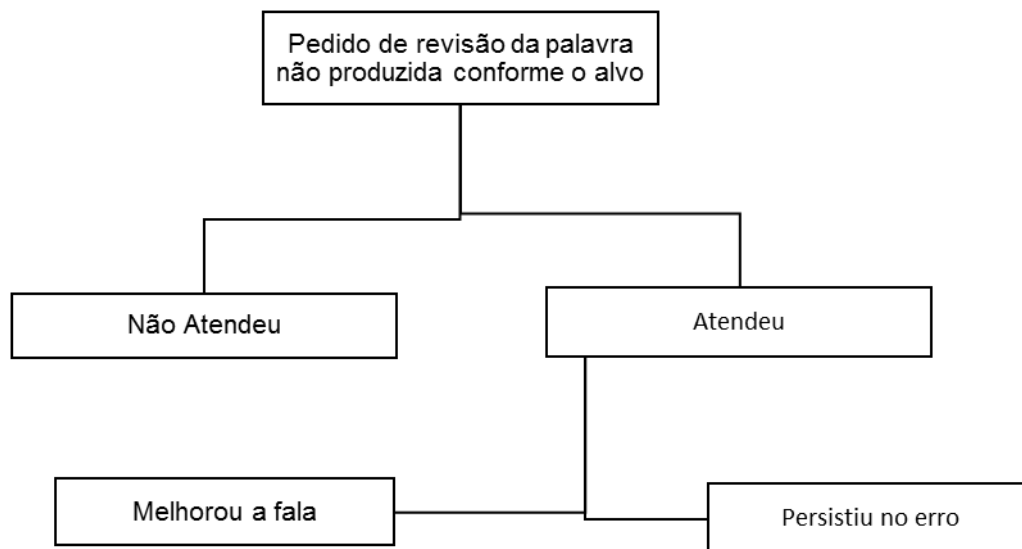 Pedido de revisão da palavra
não produzida conforme o alvo
Não Atendeu
Atendeu
Melhorou a fala
Persistiu no erro